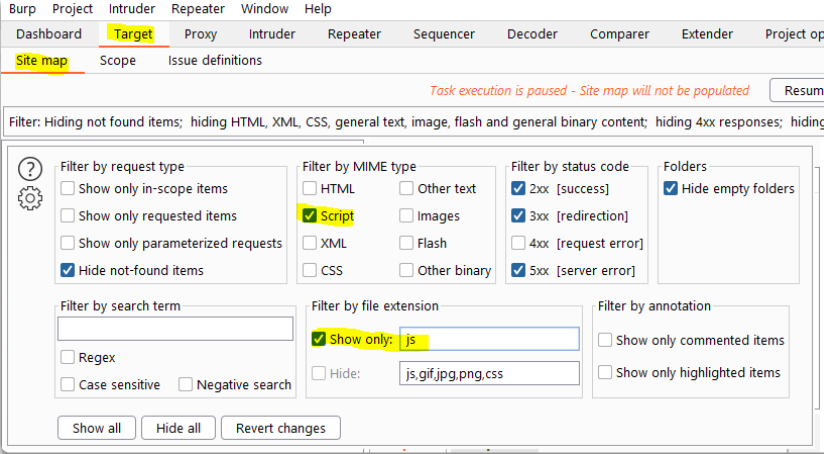 Burp Project Intruder Repeater Window Help
Dashboard Target Proxy Intruder Repeater Sequencer Decoder Comparer Extender Project op
Site map Scope Issue definitions
Task execution is paused - Site map will not be populated Resum
Filter: Hiding not found items; hiding HTML, XML, CSS, general text, image, flash and general binary content; hiding 4xx responses; hiding
? Filter by request type Filter by MIME type Filter by status code Folders
Show only in-scope items HTML Other text 2xx [success] Hide empty folders
Show only requested items Script Images 3xx [redirection]
Show only parameterized requests XML Flash 4xx [request error]
Hide not-found items CSS Other binary 5xx [server error]
Filter by search term Filter by file extension Filter by annotation
Show only: js Show only commented items
Regex
Hide: js,gif,jpg,png,css Show only highlighted items
Case sensitive Negative search
Show all Hide all Revert changes